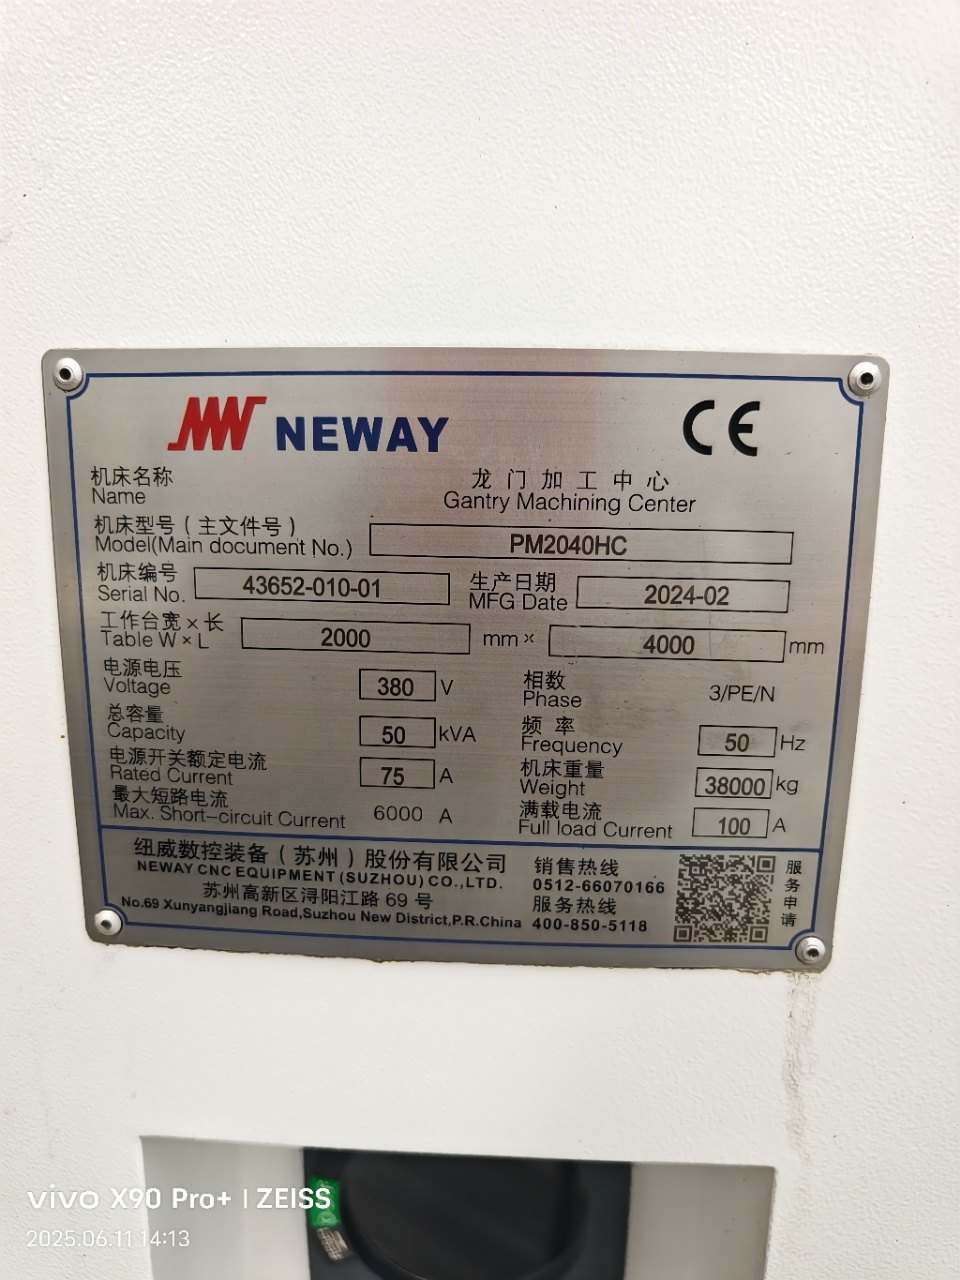 NEWAY CE
机床名称 龙门加工中心
Name Gantry Machining Center
机床型号(主文件号)
Model(Main document No.) PM2040HC
机床编号 生产日期
Serial No. 43652-010-01 MFG Date 2024-02
工作台宽×长
Table W×L 2000 mm × 4000 mm
电源电压 相数
Voltage 380 V Phase 3/PE/N
总容量 频率
Capacity 50 kVA Frequency 50 Hz
电源开关额定电流 机床重量
Rated Current 75 A Weight 38000 kg
最大短路电流 满载电流
Max. Short-circuit Current 6000 A Full load Current 100 A
纽威数控装备(苏州)股份有限公司 销售热线
NEWAY CNC EQUIPMENT (SUZHOU) CO.,LTD. 0512-66070166
苏州高新区浔阳江路 69 号 服务热线
No.69 Xunyangjiang Road,Suzhou New District,P.R.China 400-850-5118
服务申请
vivo X90 Pro+ | ZEISS
2025.06.11 14:13